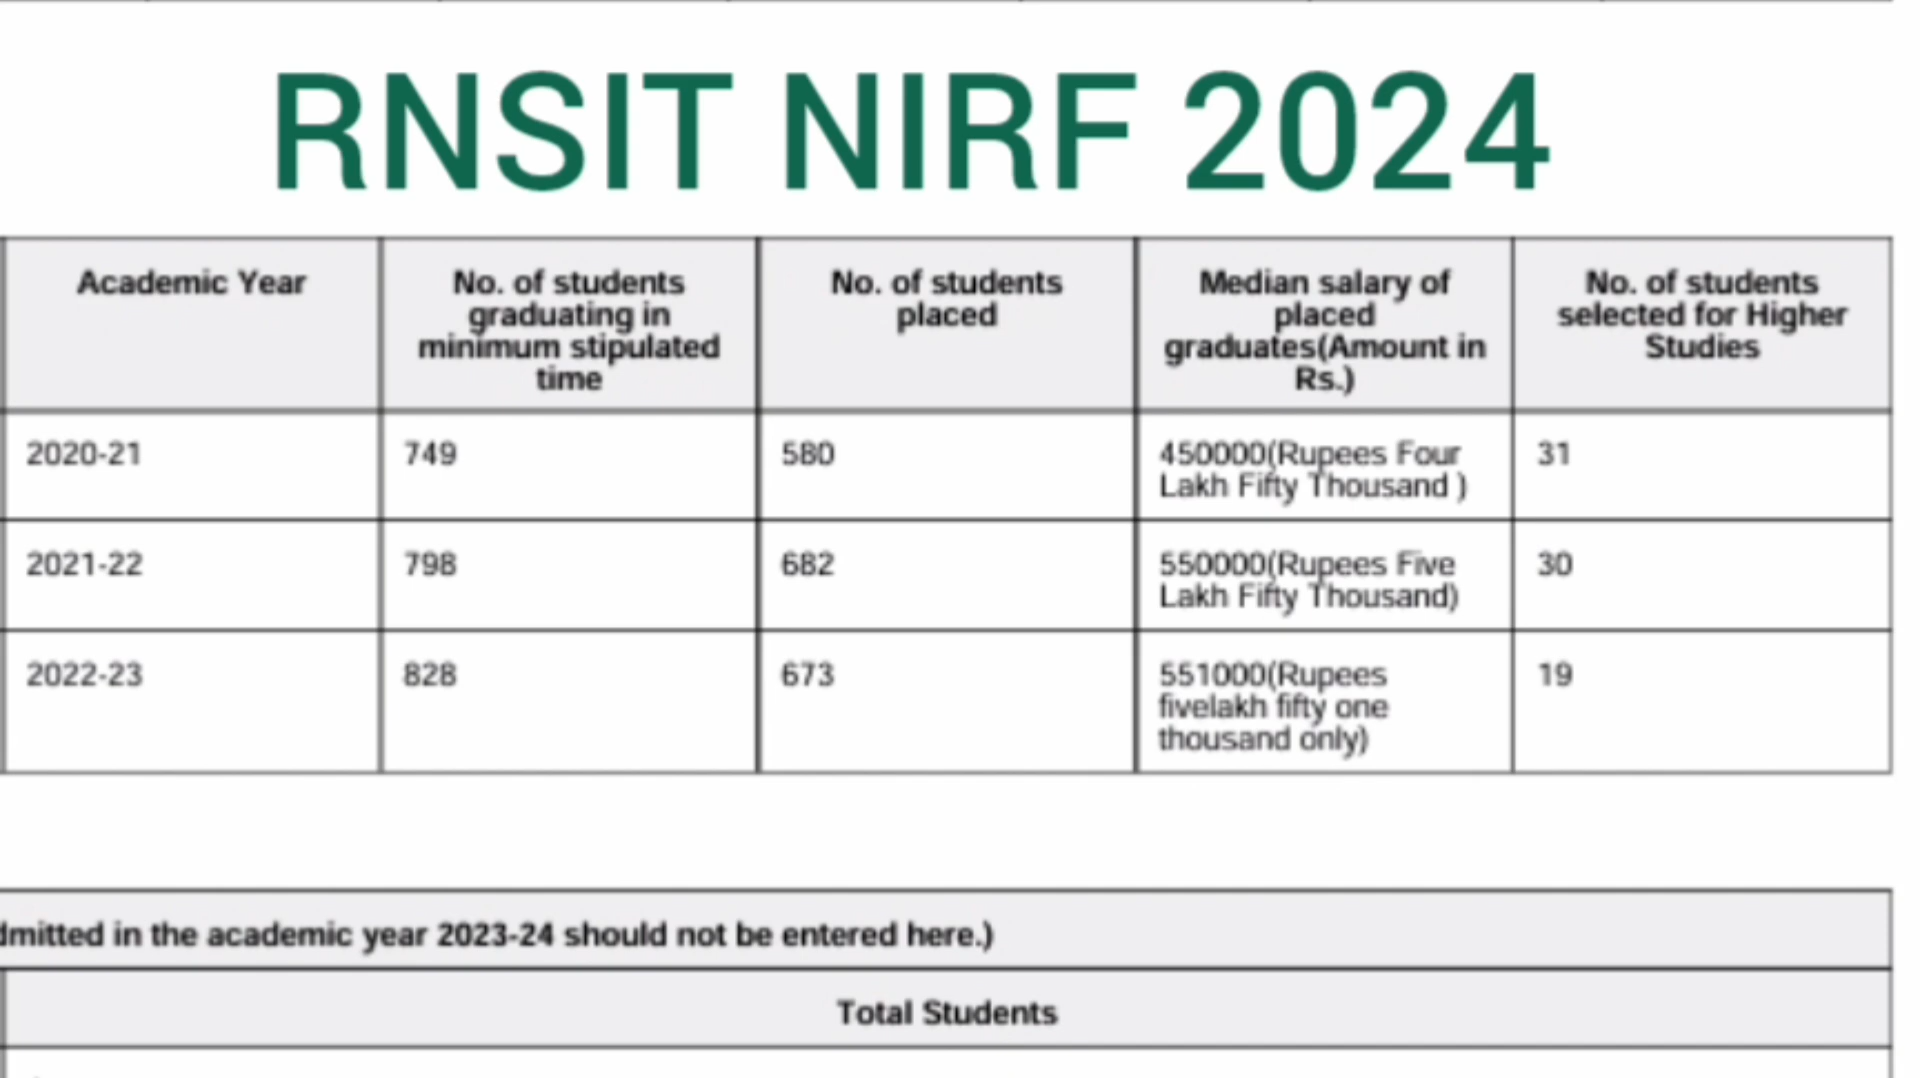 RNSIT NIRF 2024
Academic Year
No. of students
graduating in
minimum stipulated
time
No. of students
placed
Median salary of
placed
graduates(Amount in
Rs.)
No. of students
selected for Higher
Studies
2020-21
749
580
450000(Rupees Four
Lakh Fifty Thousand )
31
2021-22
798
682
550000(Rupees Five
Lakh Fifty Thousand)
30
2022-23
828
673
551000(Rupees
fivelakh fifty one
thousand only)
19
dmitted in the academic year 2023-24 should not be entered here.)
Total Students